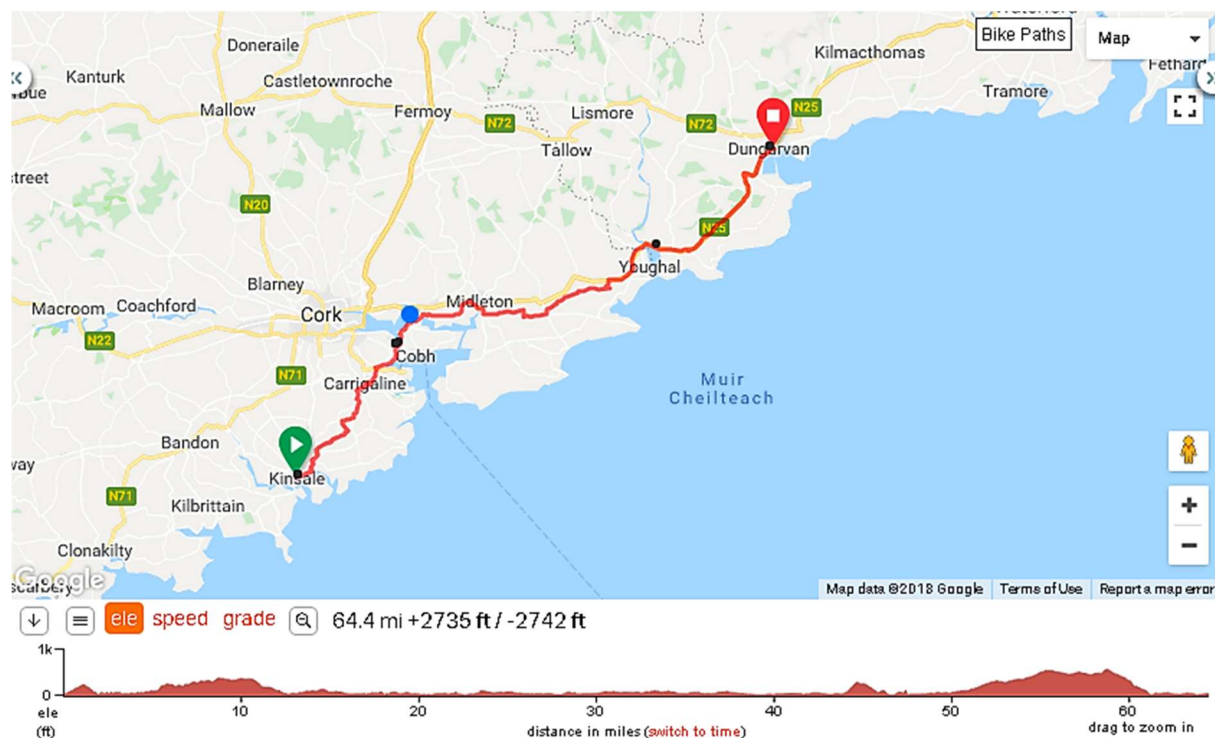 Waterford
Bike Paths
Map
Doneraile
Kilmacthomas
Fethard
Kanturk
Castletownroche
Tramore
Mallow
Fermoy
Lismore
N25
N72
N72
Tallow
Dungarvan
street
N20
N25
Youghal
Blarney
Macroom
Coachford
Cork
Midleton
N22
Cobh
N71
Carrigaline
Muir
Cheilteach
Bandon
way
Kinsale
N71
Kilbrittain
Clonakilty
Google
scarbery
Map data ©2018 Google
Terms of Use
Report a map error
ele speed grade 64.4 mi +2735 ft / -2742 ft
1k
0
ele
(ft)
10
20
30
40
50
60
distance in miles (switch to time)
drag to zoom in